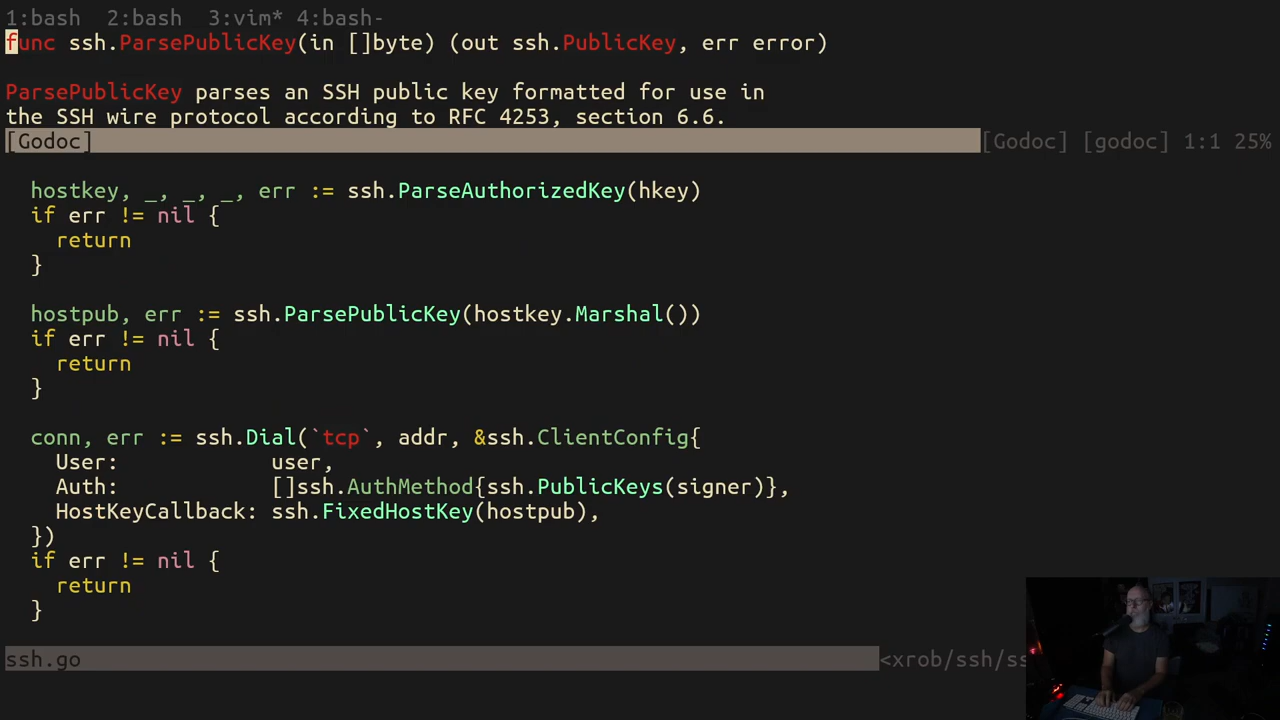 1:bash  2:bash  3:vim* 4:bash-
func ssh.ParsePublicKey(in []byte) (out ssh.PublicKey, err error)
ParsePublicKey parses an SSH public key formatted for use in
the SSH wire protocol according to RFC 4253, section 6.6.
[Godoc] [Godoc] [godoc] 1:1 25%
hostkey, _, _, _, err := ssh.ParseAuthorizedKey(hkey)
if err != nil {
return
}
hostpub, err := ssh.ParsePublicKey(hostkey.Marshal())
if err != nil {
return
}
conn, err := ssh.Dial(`tcp`, addr, &ssh.ClientConfig{
User:            user,
Auth:            []ssh.AuthMethod{ssh.PublicKeys(signer)},
HostKeyCallback: ssh.FixedHostKey(hostpub),
})
if err != nil {
return
}
ssh.go <xrob/ssh/ss